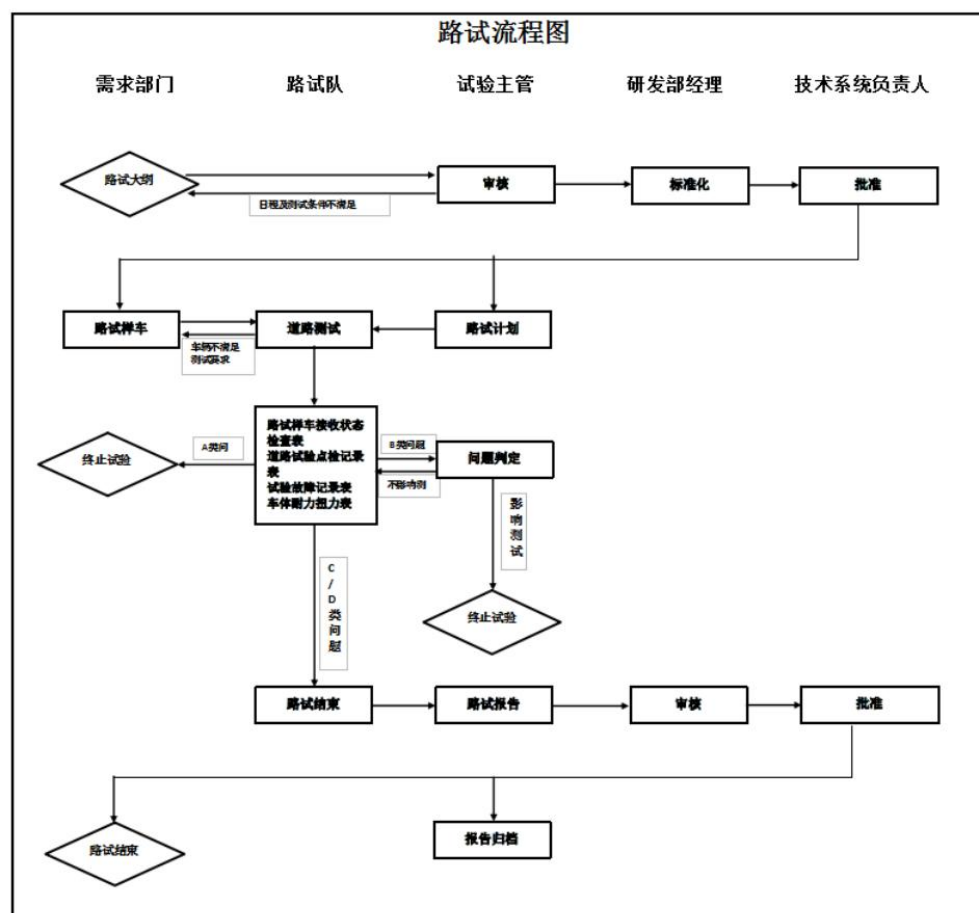 路试流程图
需求部门 路试队 试验主管 研发部经理 技术系统负责人
路试大纲
审核
标准化
批准
日程及测试条件不满足
路试样车
道路测试
路试计划
车辆不满足
测试要求
路试样车接收状态
检查表
道路试验点检记录
表
试验故障记录表
车体耐力扭力表
A类问
终止试验
B类问题
问题判定
不影响测
影响测试
C/D类问题
终止试验
路试结束
路试报告
审核
批准
路试结束
报告归档